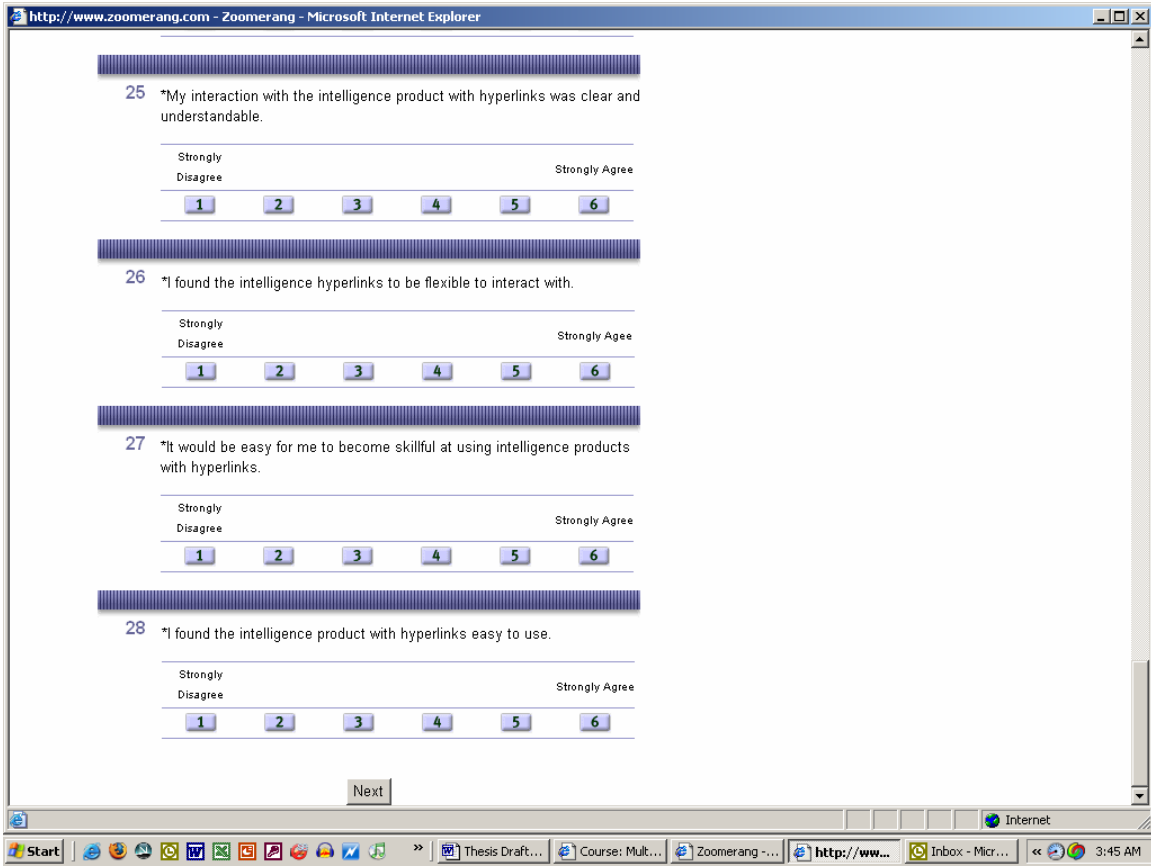 http://www.zoomerang.com - Zoomerang - Microsoft Internet Explorer
25 *My interaction with the intelligence product with hyperlinks was clear and
understandable.
Strongly
Disagree
Strongly Agree
1 2 3 4 5 6
26 *I found the intelligence hyperlinks to be flexible to interact with.
Strongly
Disagree
Strongly Agee
1 2 3 4 5 6
27 *It would be easy for me to become skillful at using intelligence products
with hyperlinks.
Strongly
Disagree
Strongly Agree
1 2 3 4 5 6
28 *I found the intelligence product with hyperlinks easy to use.
Strongly
Disagree
Strongly Agree
1 2 3 4 5 6
Next
Internet
Start » Thesis Draft... Course: Mult... Zoomerang -... http://ww... Inbox - Micr... « 3:45 AM